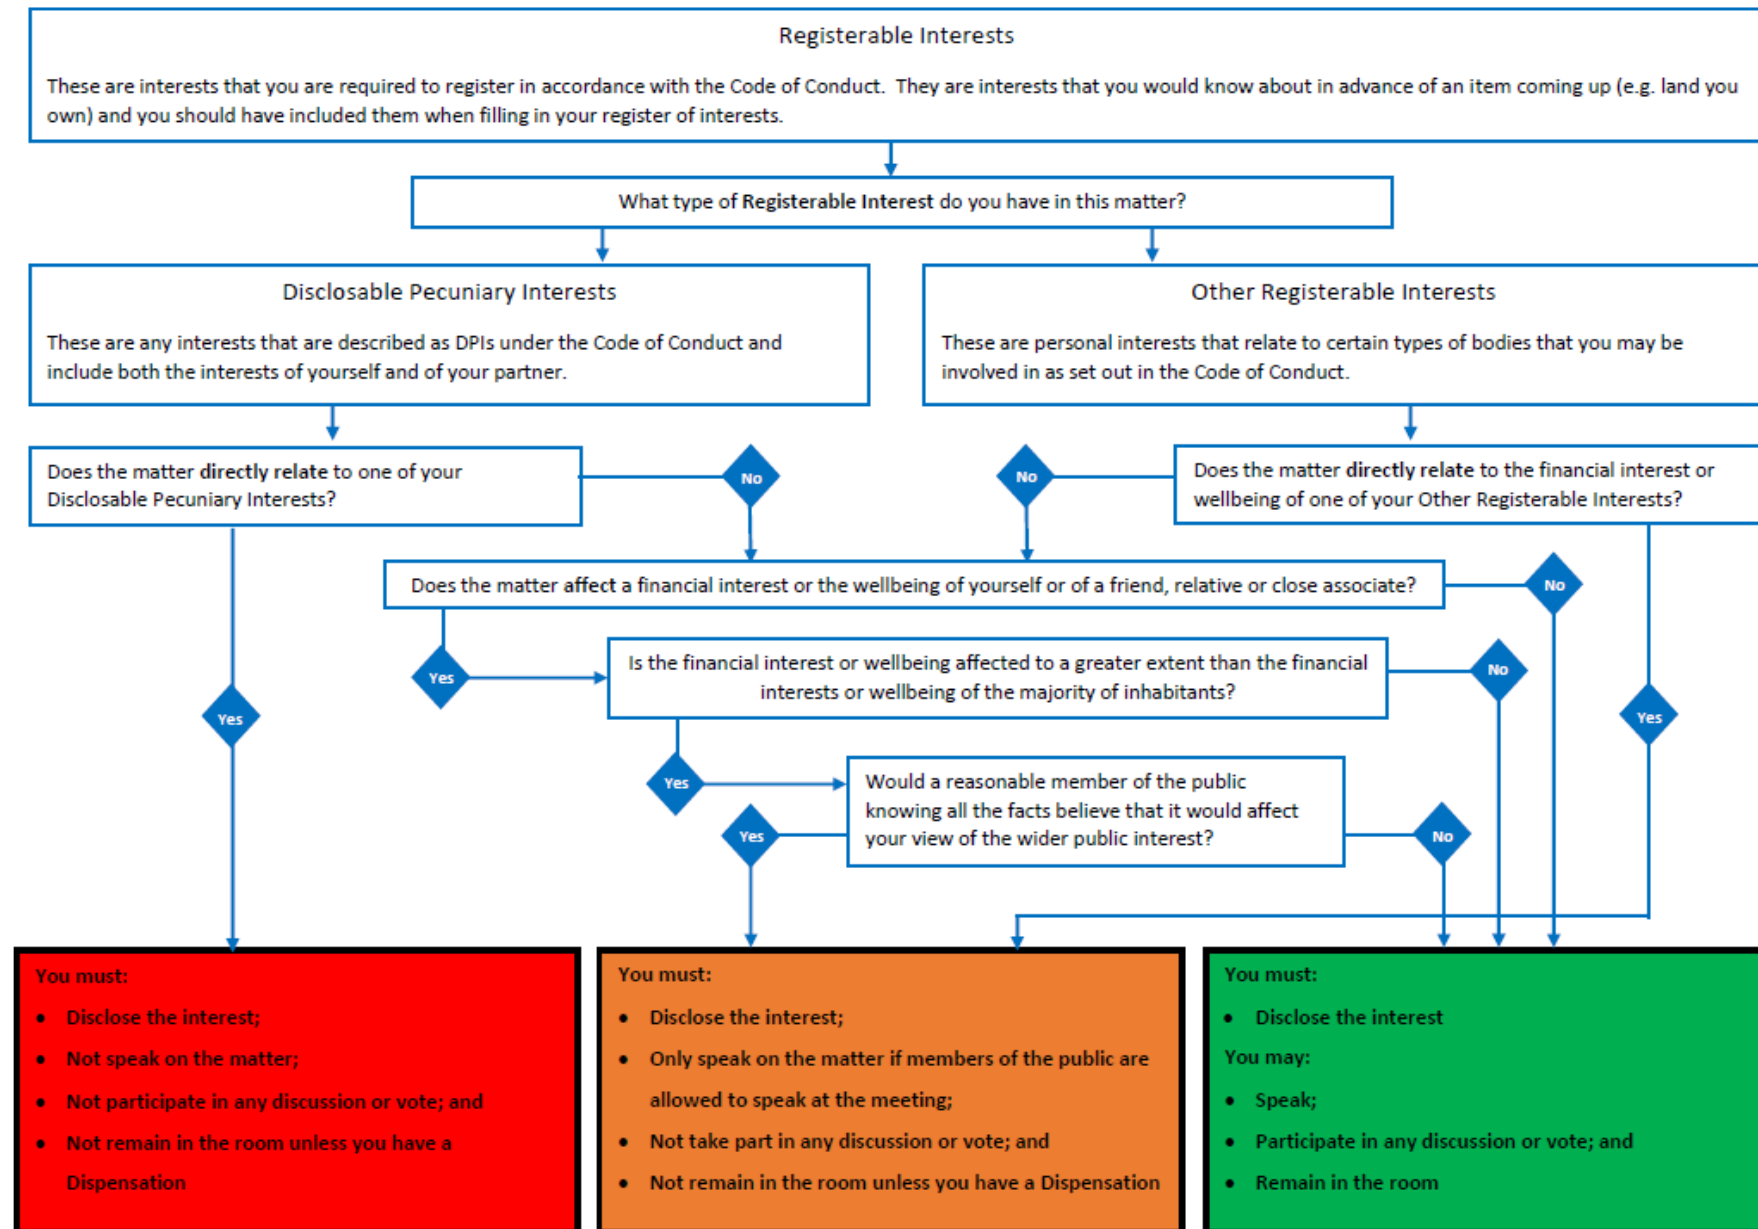 Registerable Interests
These are interests that you are required to register in accordance with the Code of Conduct.  They are interests that you would know about in advance of an item coming up (e.g. land you
own) and you should have included them when filling in your register of interests.
What type of Registerable Interest do you have in this matter?
Disclosable Pecuniary Interests
These are any interests that are described as DPIs under the Code of Conduct and
include both the interests of yourself and of your partner.
Other Registerable Interests
These are personal interests that relate to certain types of bodies that you may be
involved in as set out in the Code of Conduct.
Does the matter directly relate to one of your
Disclosable Pecuniary Interests?
No
No
Does the matter directly relate to the financial interest or
wellbeing of one of your Other Registerable Interests?
Does the matter affect a financial interest or the wellbeing of yourself or of a friend, relative or close associate?
No
Yes
Is the financial interest or wellbeing affected to a greater extent than the financial
interests or wellbeing of the majority of inhabitants?
No
Yes
Yes
Yes
Would a reasonable member of the public
knowing all the facts believe that it would affect
your view of the wider public interest?
Yes
No
You must:
• Disclose the interest;
• Not speak on the matter;
• Not participate in any discussion or vote; and
• Not remain in the room unless you have a
Dispensation
You must:
• Disclose the interest;
• Only speak on the matter if members of the public are
allowed to speak at the meeting;
• Not take part in any discussion or vote; and
• Not remain in the room unless you have a Dispensation
You must:
• Disclose the interest
You may:
• Speak;
• Participate in any discussion or vote; and
• Remain in the room